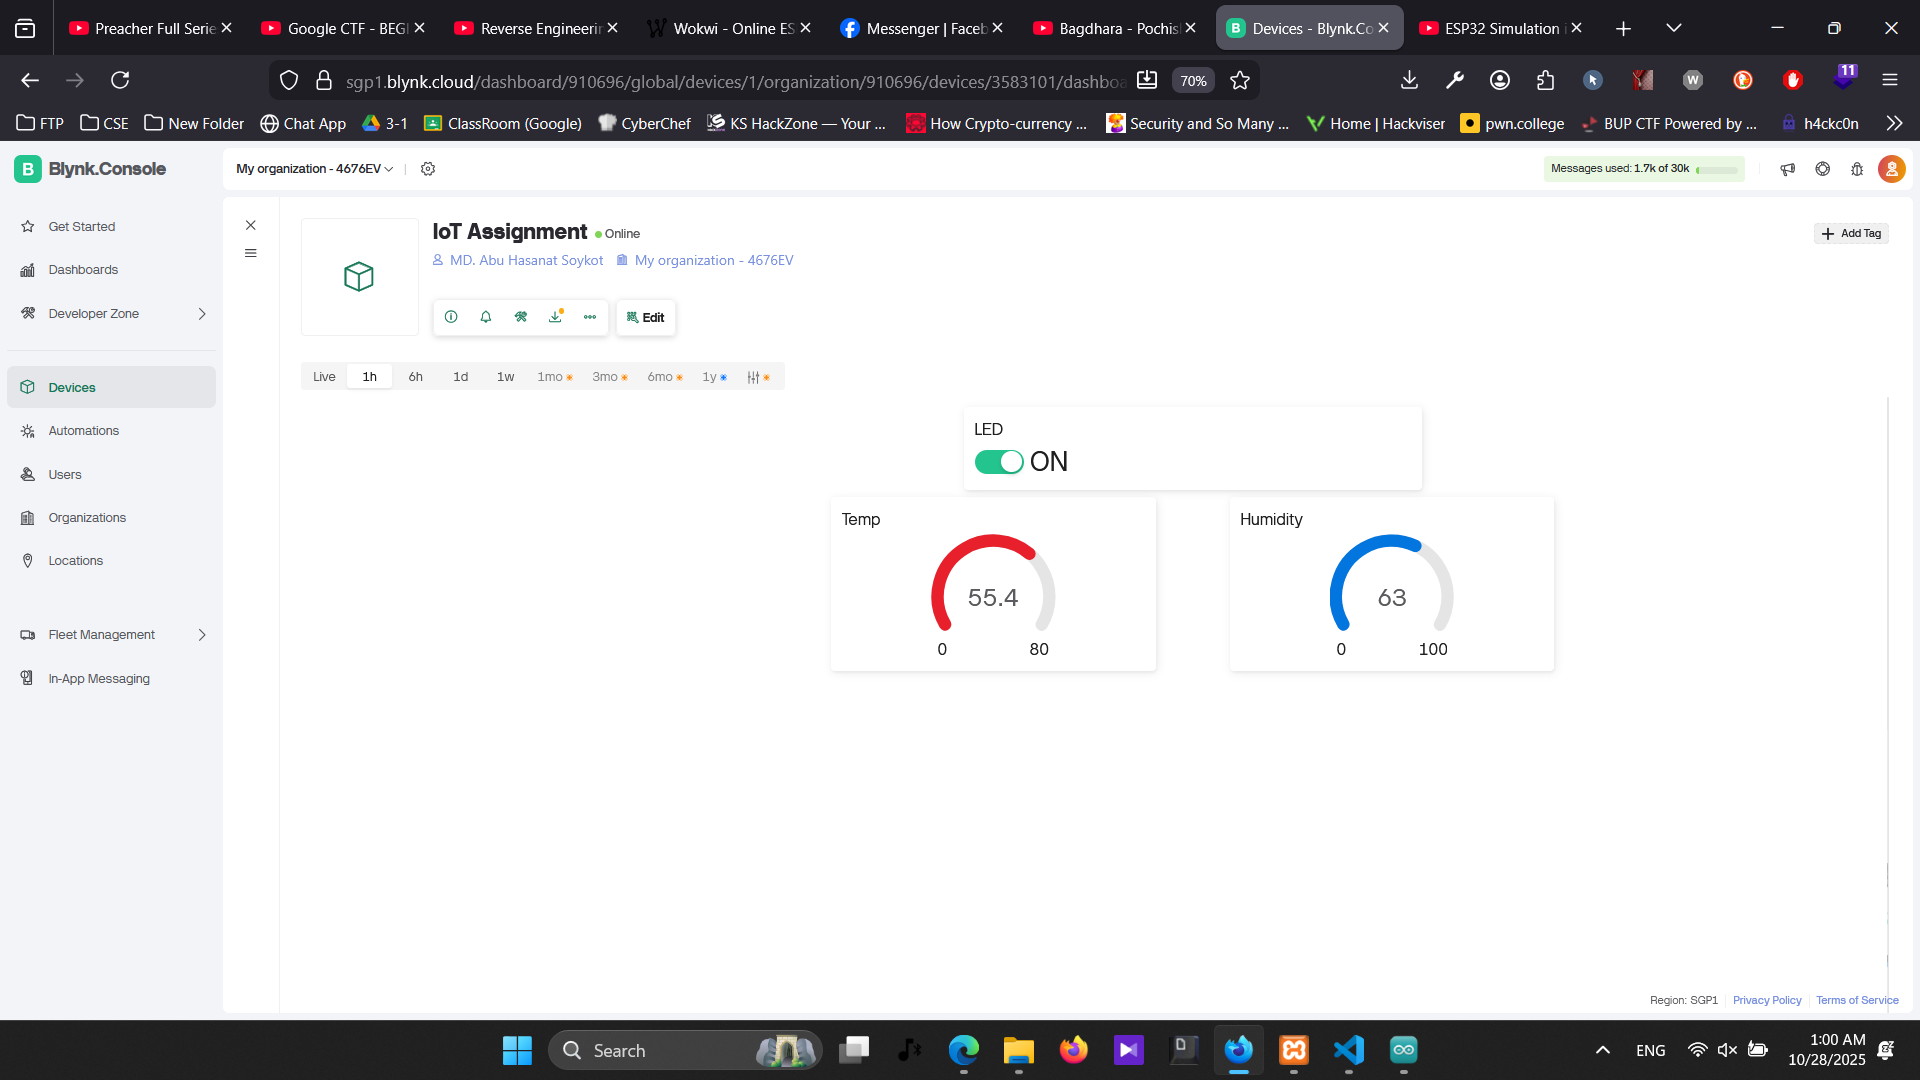 Preacher Full Serie
Google CTF - BEGI
Reverse Engineerin
Wokwi - Online ES
Messenger | Faceb
Bagdhara - Pochis
Devices - Blynk.Co
ESP32 Simulation i
sgp1.blynk.cloud/dashboard/910696/global/devices/1/organization/910696/devices/3583101/dashboa
70%
11
FTP
CSE
New Folder
Chat App
3-1
ClassRoom (Google)
CyberChef
KS HackZone — Your ...
How Crypto-currency ...
Security and So Many ...
Home | Hackviser
pwn.college
BUP CTF Powered by ...
h4ckc0n
B Blynk.Console
My organization - 4676EV
Messages used: 1.7k of 30k
Get Started
Dashboards
Developer Zone
Devices
Automations
Users
Organizations
Locations
Fleet Management
In-App Messaging
IoT Assignment
Online
Add Tag
MD. Abu Hasanat Soykot
My organization - 4676EV
Edit
Live
1h
6h
1d
1w
1mo
3mo
6mo
1y
LED
ON
Temp
55.4
0
80
Humidity
63
0
100
Region: SGP1
Privacy Policy
Terms of Service
Search
ENG
1:00 AM
10/28/2025